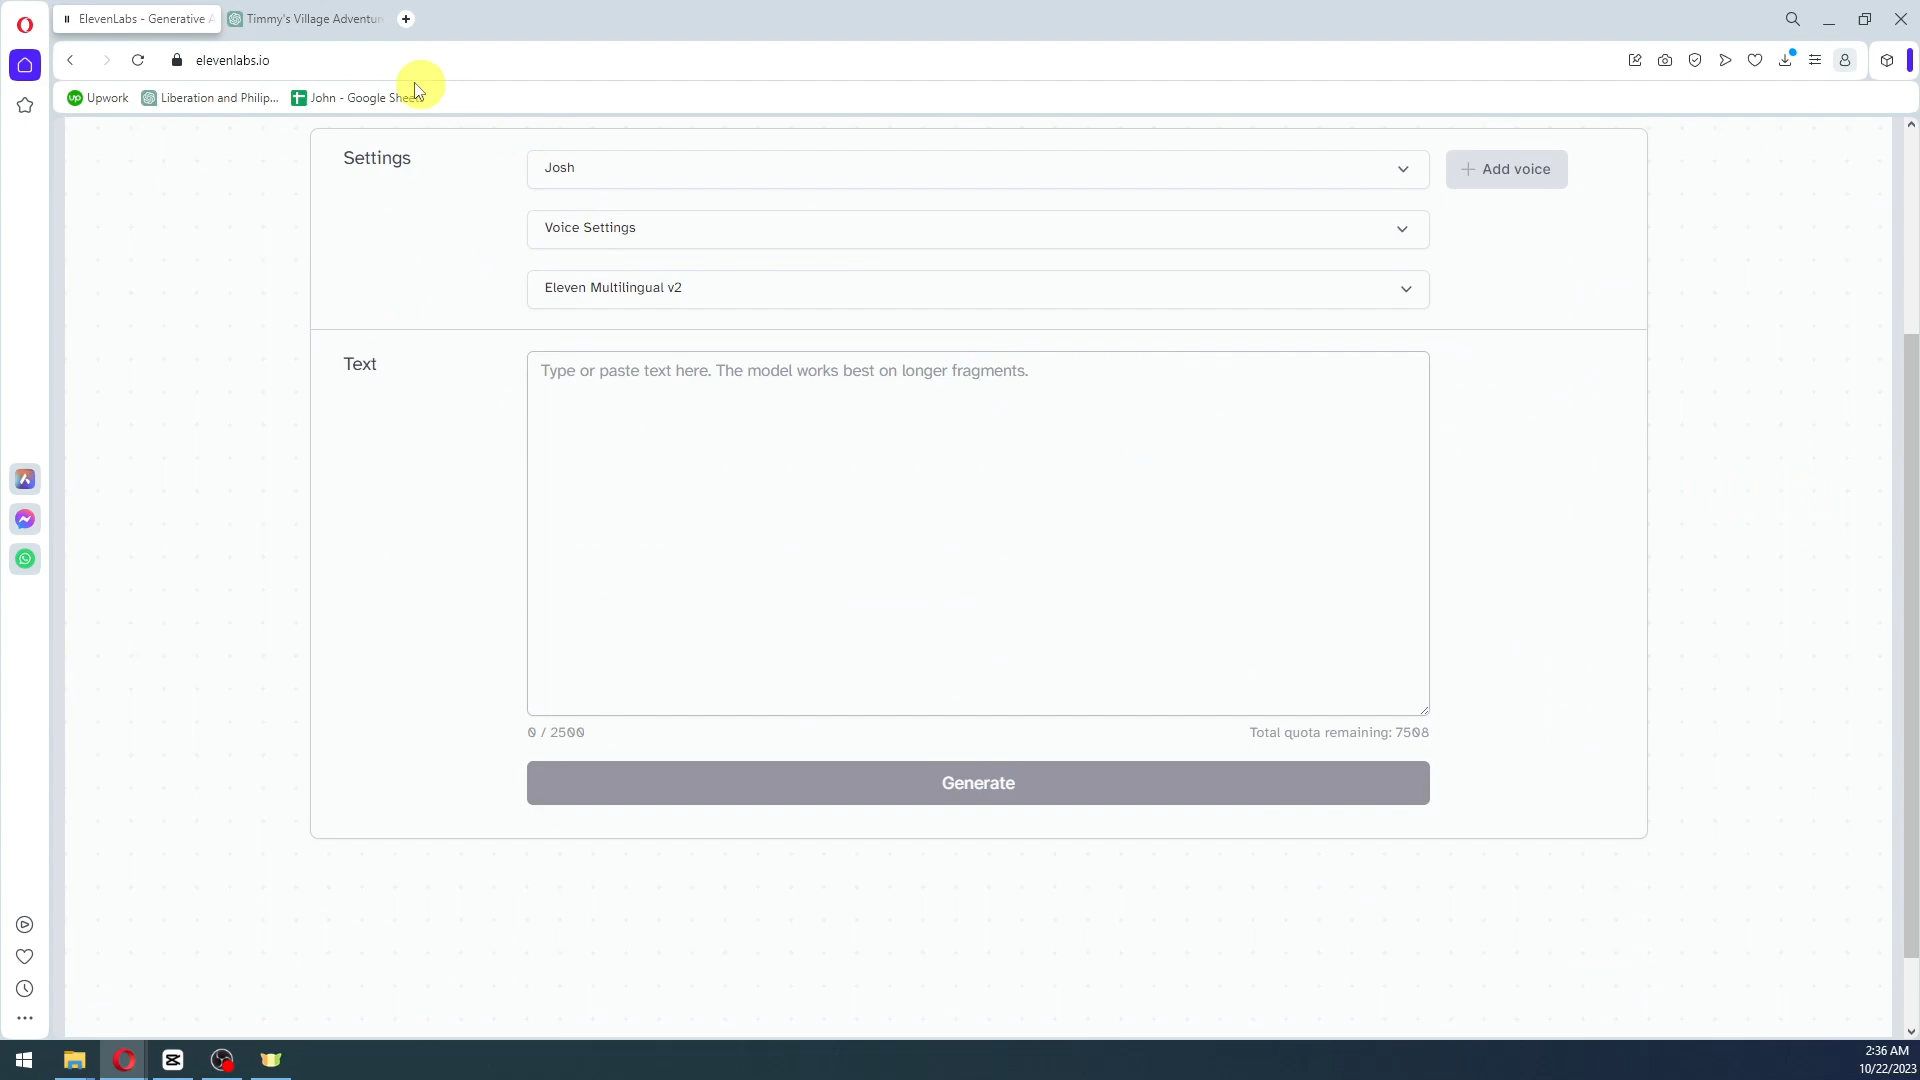 ElevenLabs - Generative A
Timmy's Village Adventur
elevenlabs.io
Upwork
Liberation and Philip...
John - Google Sheets
Settings
Josh
Add voice
Voice Settings
Eleven Multilingual v2
Text
Type or paste text here. The model works best on longer fragments.
0 / 2500
Total quota remaining: 7508
Generate
2:36 AM
10/22/2023